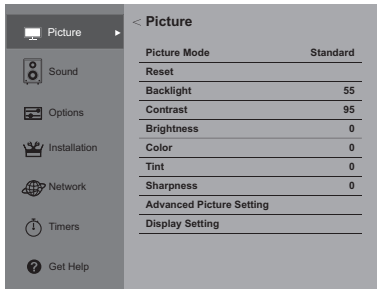 Picture
Sound
Options
Installation
Network
Timers
Get Help
< Picture
Picture Mode Standard
Reset
Backlight 55
Contrast 95
Brightness 0
Color 0
Tint 0
Sharpness 0
Advanced Picture Setting
Display Setting